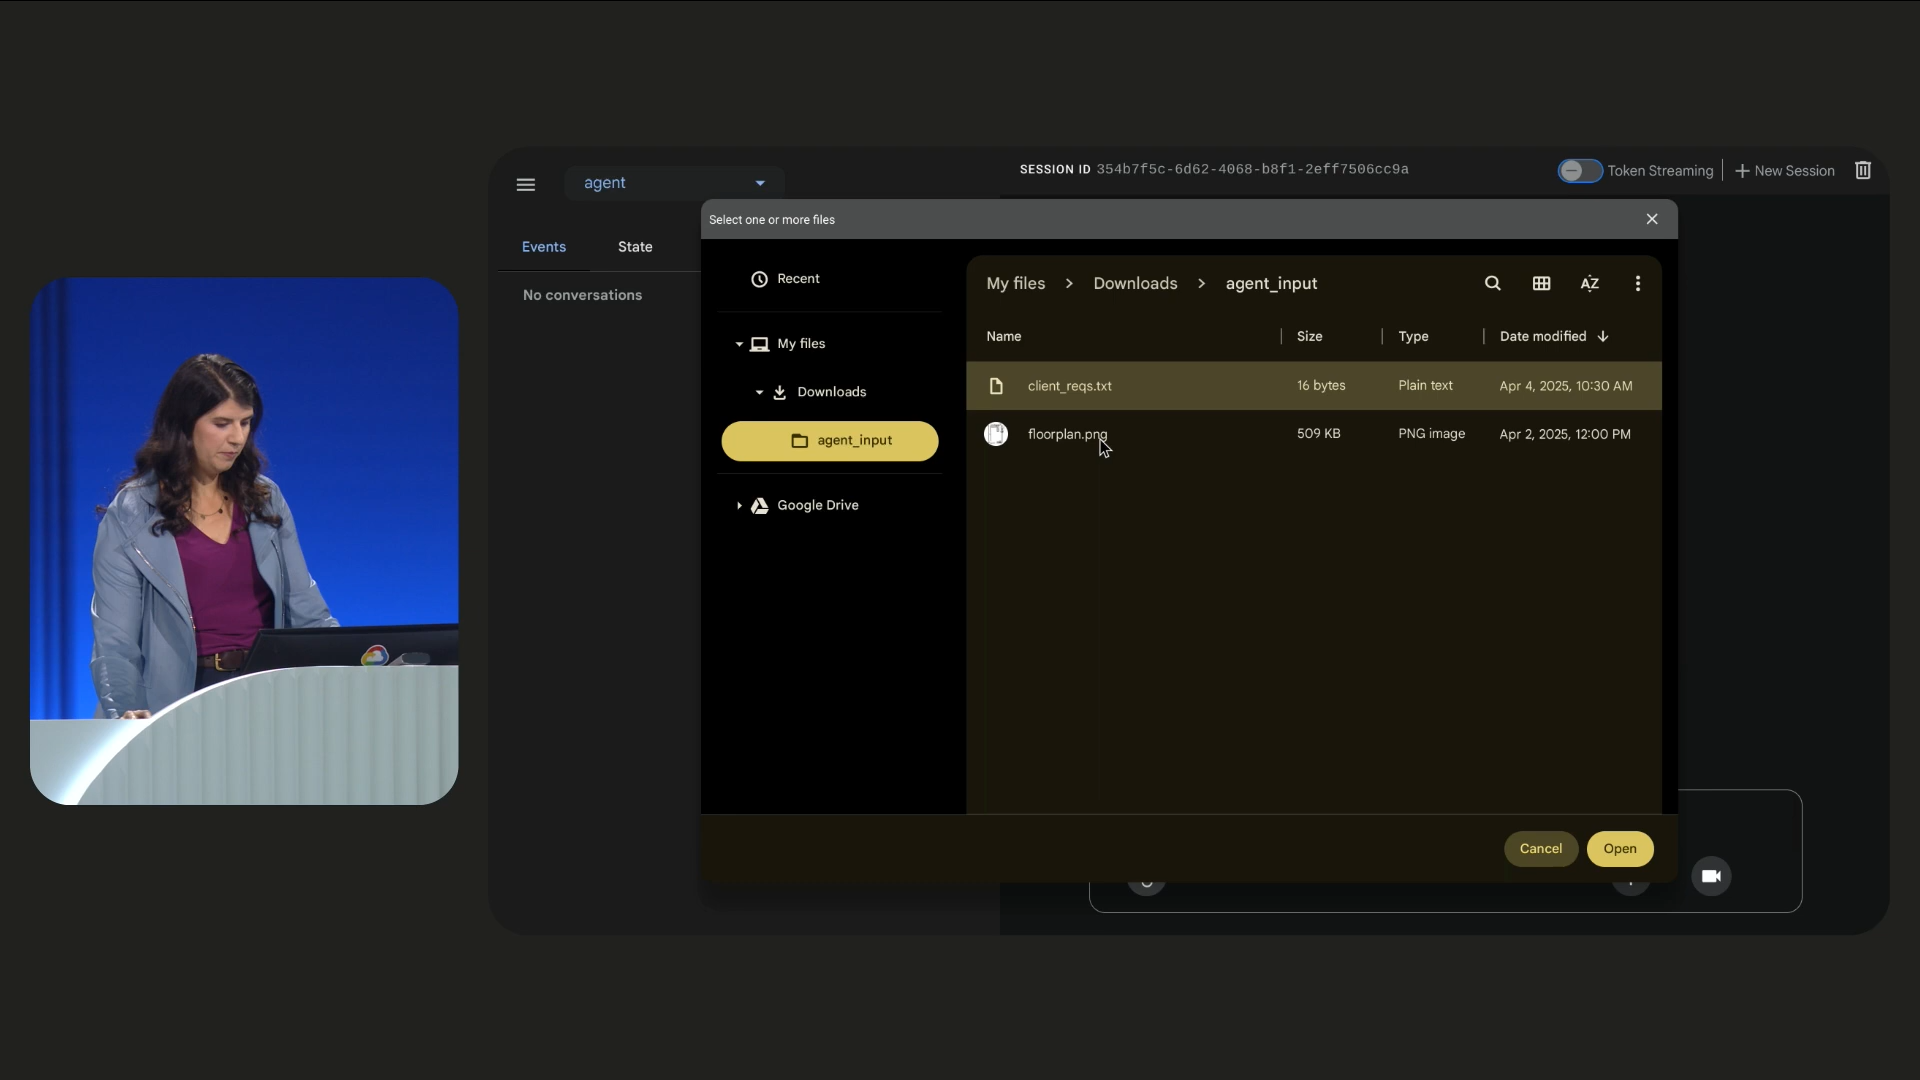 agent
SESSION ID 354b7f5c-6d62-4068-b8f1-2eff7506cc9a
Token Streaming
New Session
Select one or more files
Events State
No conversations
Recent
My files
Downloads
agent_input
Google Drive
My files > Downloads > agent_input
AZ
Name Size Type Date modified
client_reqs.txt 16 bytes Plain text Apr 4, 2025, 10:30 AM
floorplan.png 509 KB PNG image Apr 2, 2025, 12:00 PM
Cancel Open